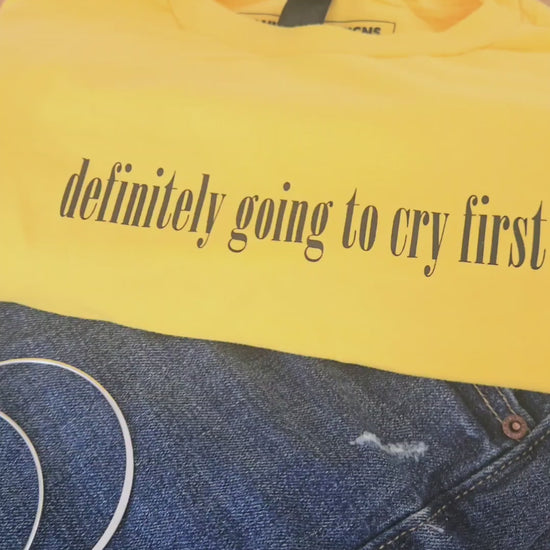 definitely going to cry first